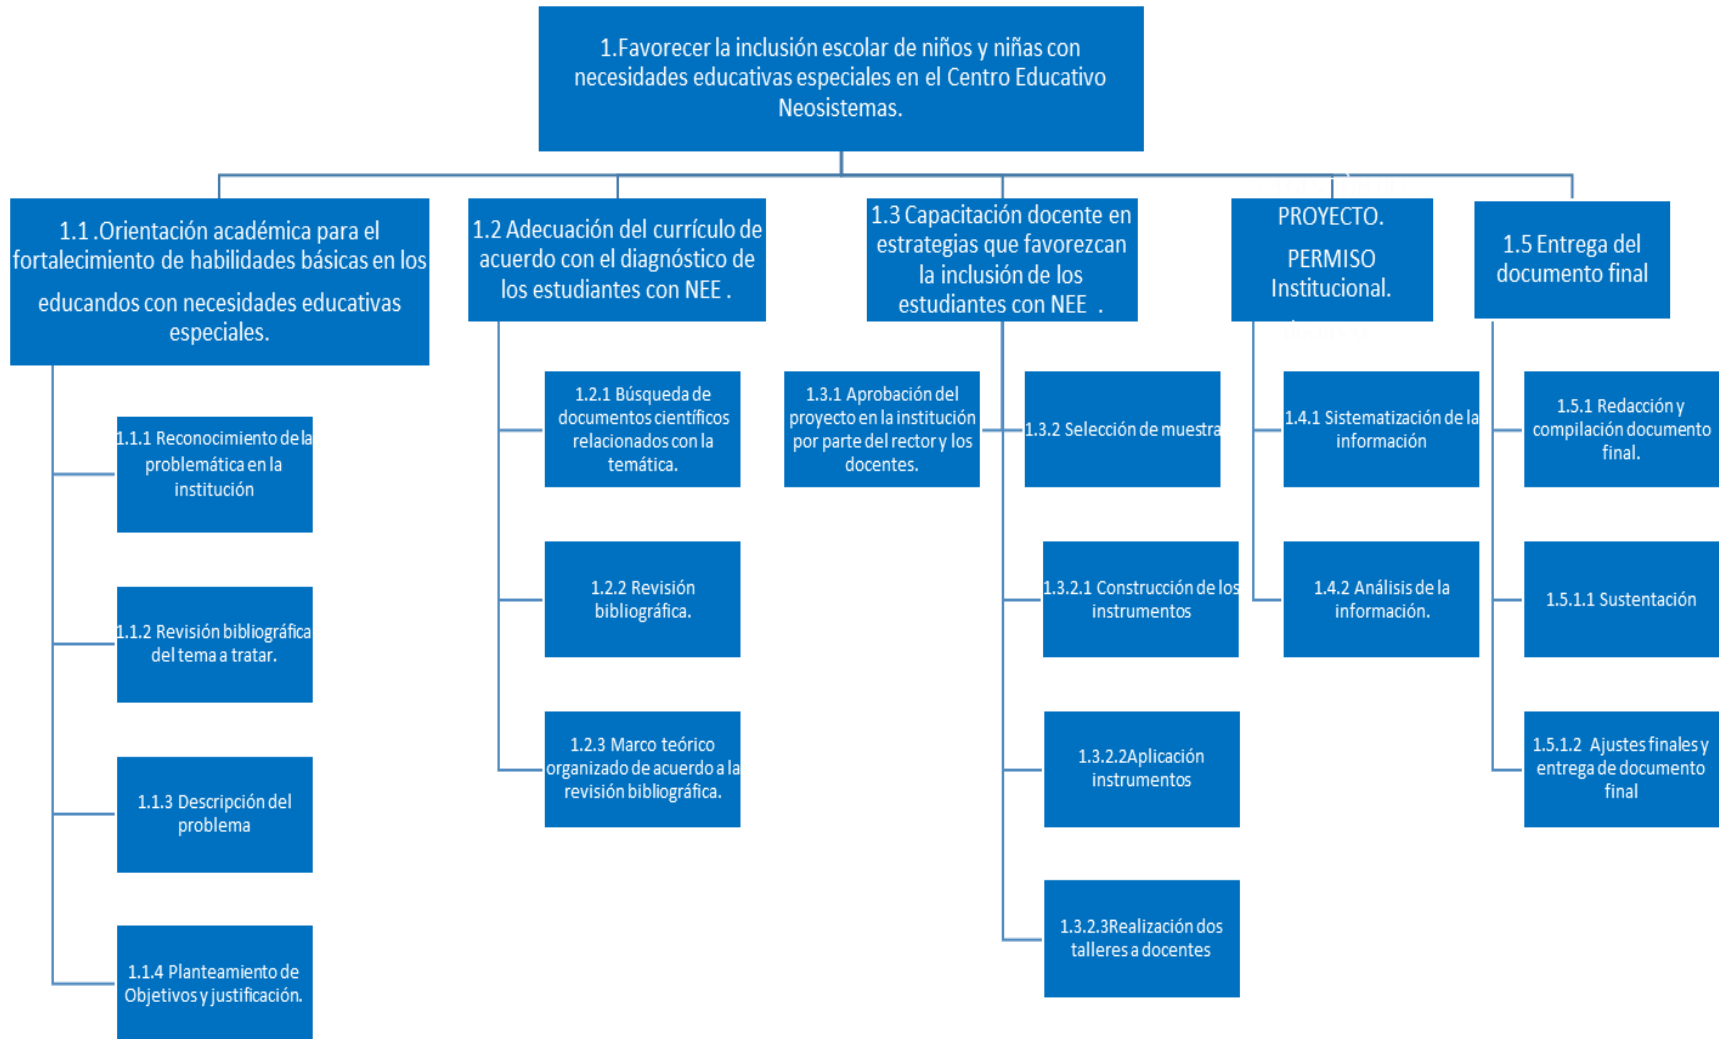 1.Favorecer la inclusión escolar de niños y niñas con
necesidades educativas especiales en el Centro Educativo
Neosistemas.
1.1 .Orientación académica para el
fortalecimiento de habilidades básicas en los
educandos con necesidades educativas
especiales.
1.1.1 Reconocimiento de la
problemática en la
institución
1.1.2 Revisión bibliográfica
del tema a tratar.
1.1.3 Descripción del
problema
1.1.4 Planteamiento de
Objetivos y justificación.
1.2 Adecuación del currículo de
acuerdo con el diagnóstico de
los estudiantes con NEE .
1.2.1 Búsqueda de
documentos científicos
relacionados con la
temática.
1.2.2 Revisión
bibliográfica.
1.2.3 Marco teórico
organizado de acuerdo a la
revisión bibliográfica.
1.3 Capacitación docente en
estrategias que favorezcan
la inclusión de los
estudiantes con NEE .
1.3.1 Aprobación del
proyecto en la institución
por parte del rector y los
docentes.
1.3.2 Selección de muestra
1.3.2.1 Construcción de los
instrumentos
1.3.2.2Aplicación
instrumentos
1.3.2.3Realización dos
talleres a docentes
PROYECTO.
PERMISO
Institucional.
1.4.1 Sistematización de la
información
1.4.2 Análisis de la
información.
1.5 Entrega del
documento final
1.5.1 Redacción y
compilación documento
final.
1.5.1.1 Sustentación
1.5.1.2 Ajustes finales y
entrega de documento
final